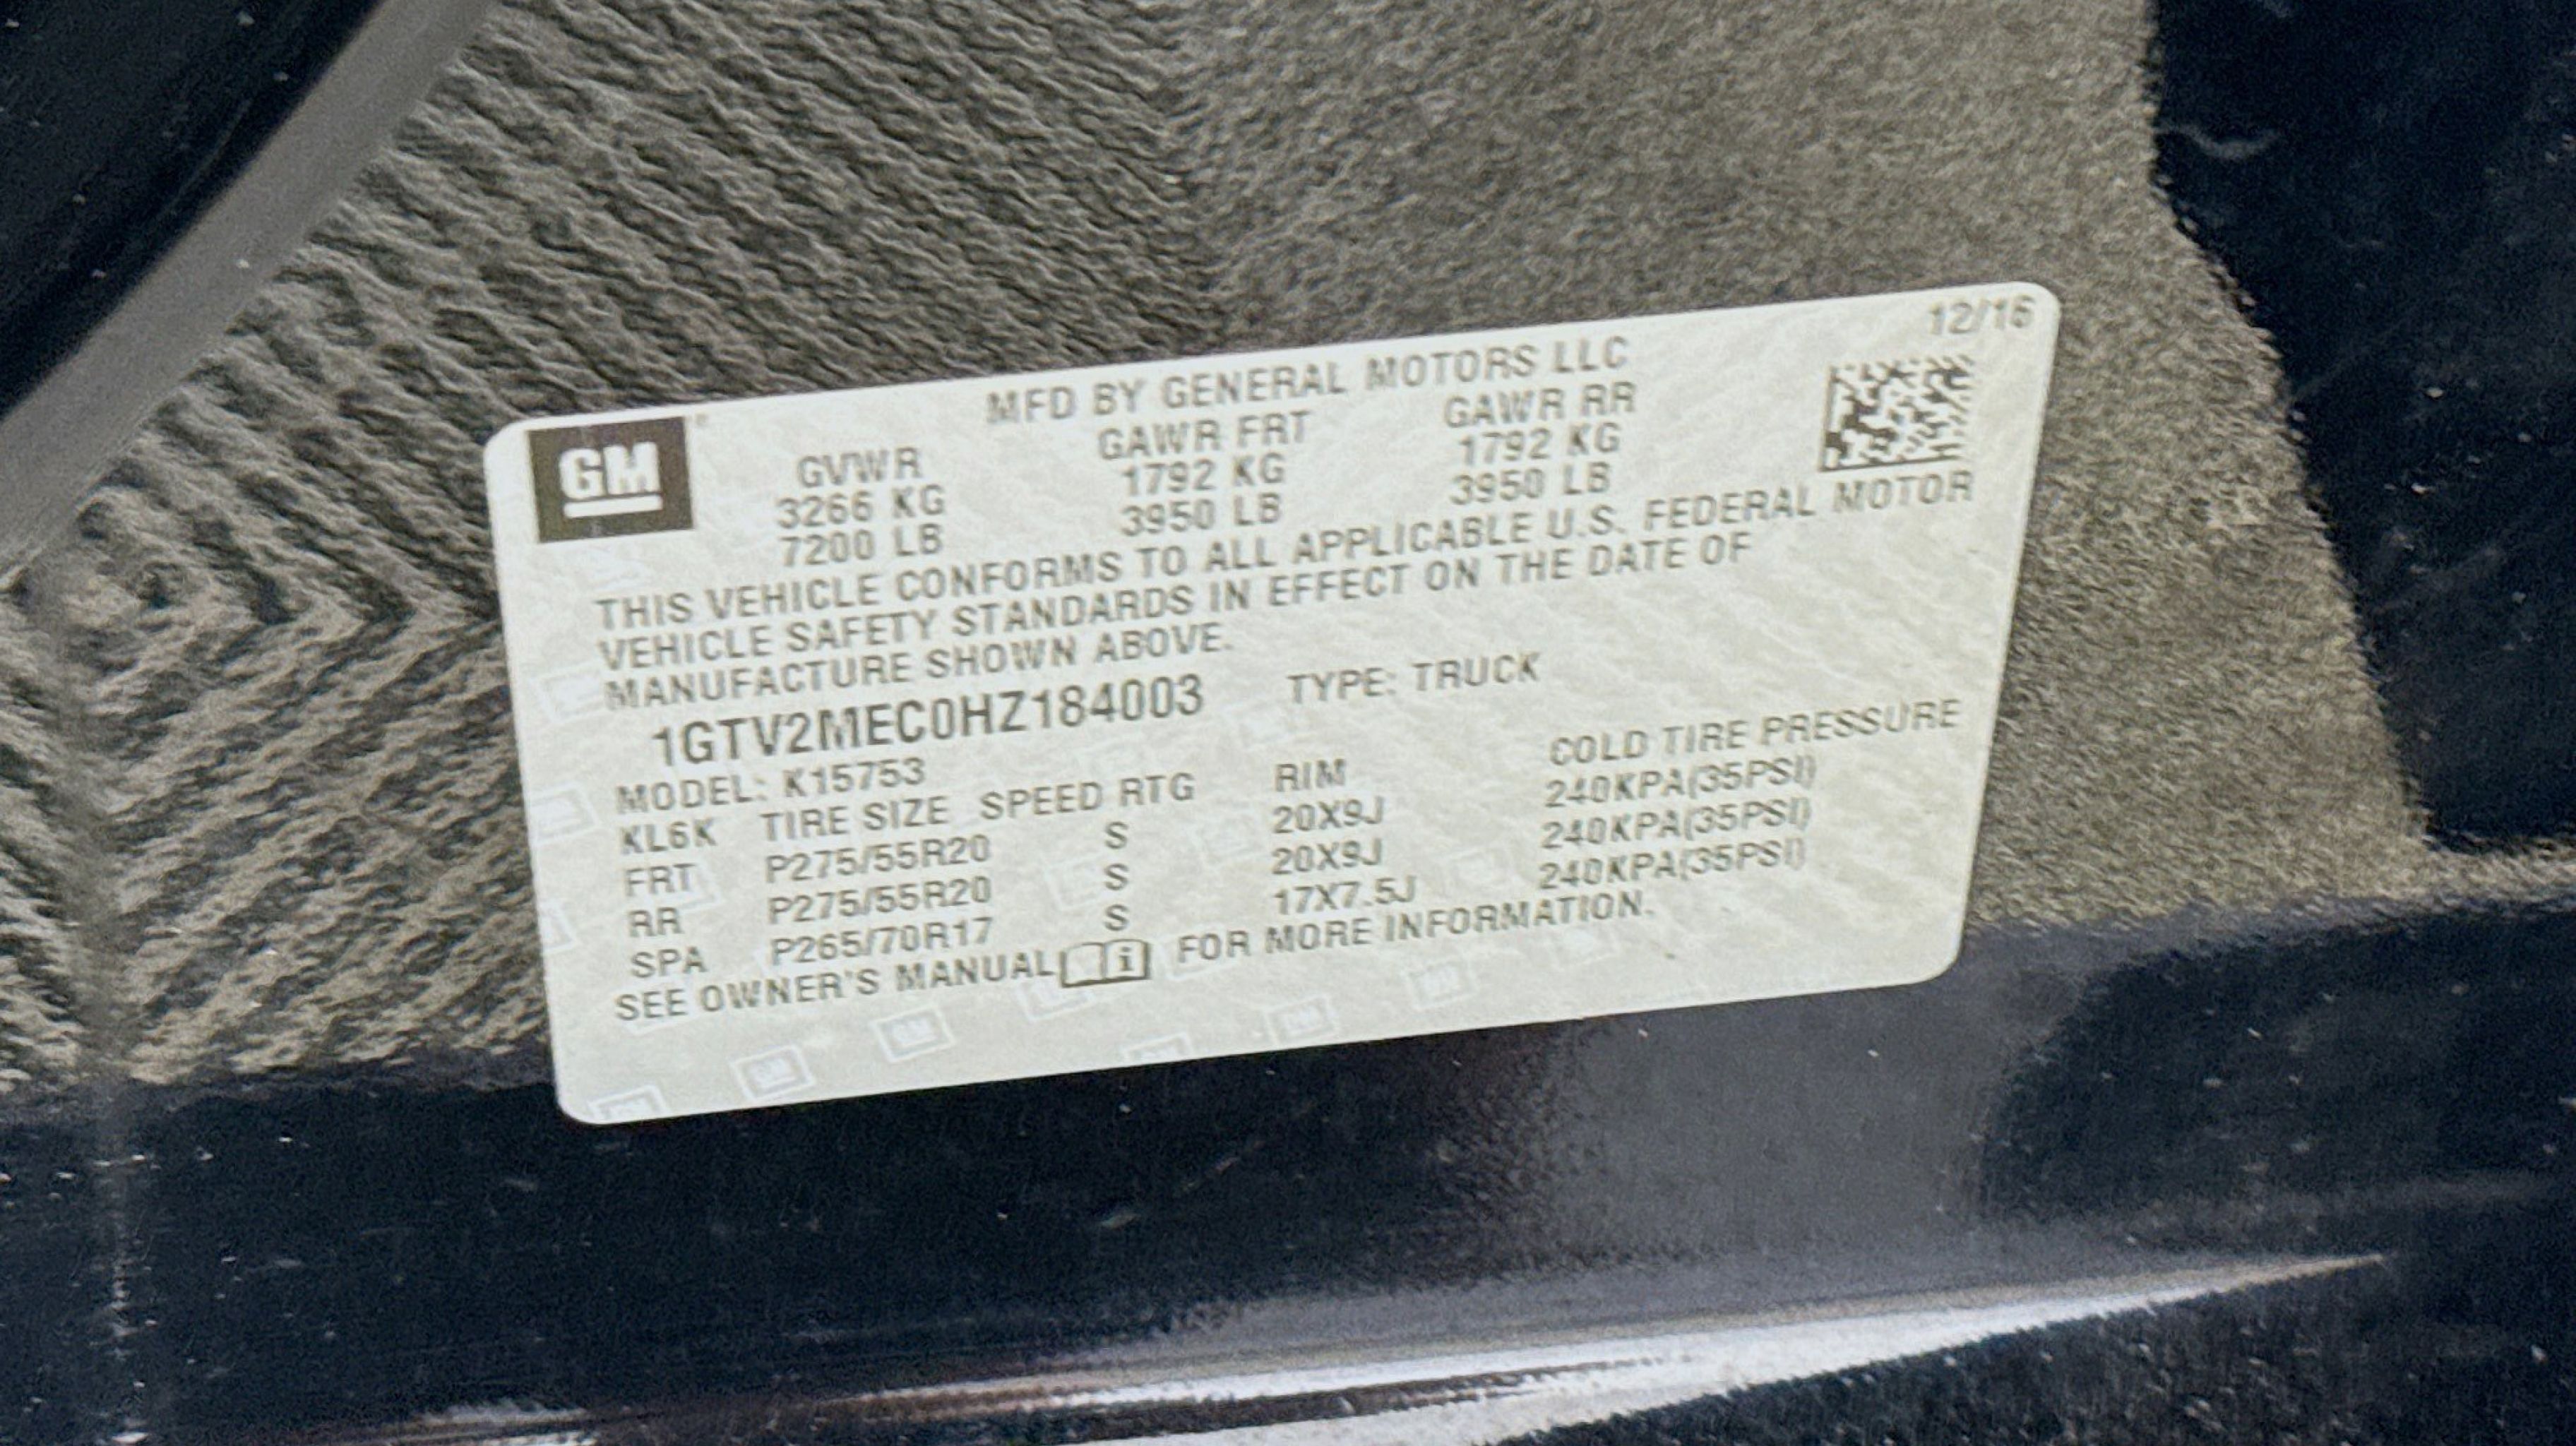 12/16
MFD BY GENERAL MOTORS LLC
GM
GVWR GAWR FRT GAWR RR
3266 KG 1792 KG 1792 KG
7200 LB 3950 LB 3950 LB
THIS VEHICLE CONFORMS TO ALL APPLICABLE U.S. FEDERAL MOTOR
VEHICLE SAFETY STANDARDS IN EFFECT ON THE DATE OF
MANUFACTURE SHOWN ABOVE.
1GTV2MEC0HZ184003 TYPE: TRUCK
MODEL: K15753
KL6K TIRE SIZE SPEED RTG RIM COLD TIRE PRESSURE
FRT P275/55R20 S 20X9J 240KPA(35PSI)
RR P275/55R20 S 20X9J 240KPA(35PSI)
SPA P265/70R17 S 17X7.5J 240KPA(35PSI)
SEE OWNER'S MANUAL i FOR MORE INFORMATION.